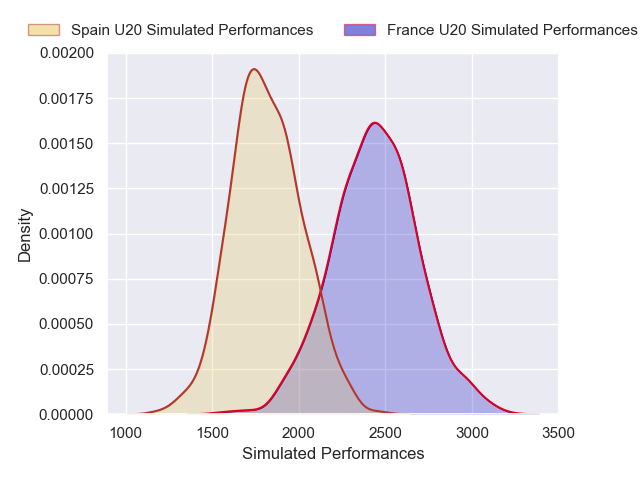 Spain U20 Simulated Performances
France U20 Simulated Performances
0.00200
0.00175
0.00150
0.00125
0.00100
0.00075
0.00050
0.00025
0.00000
Density
1000 1500 2000 2500 3000 3500
Simulated Performances